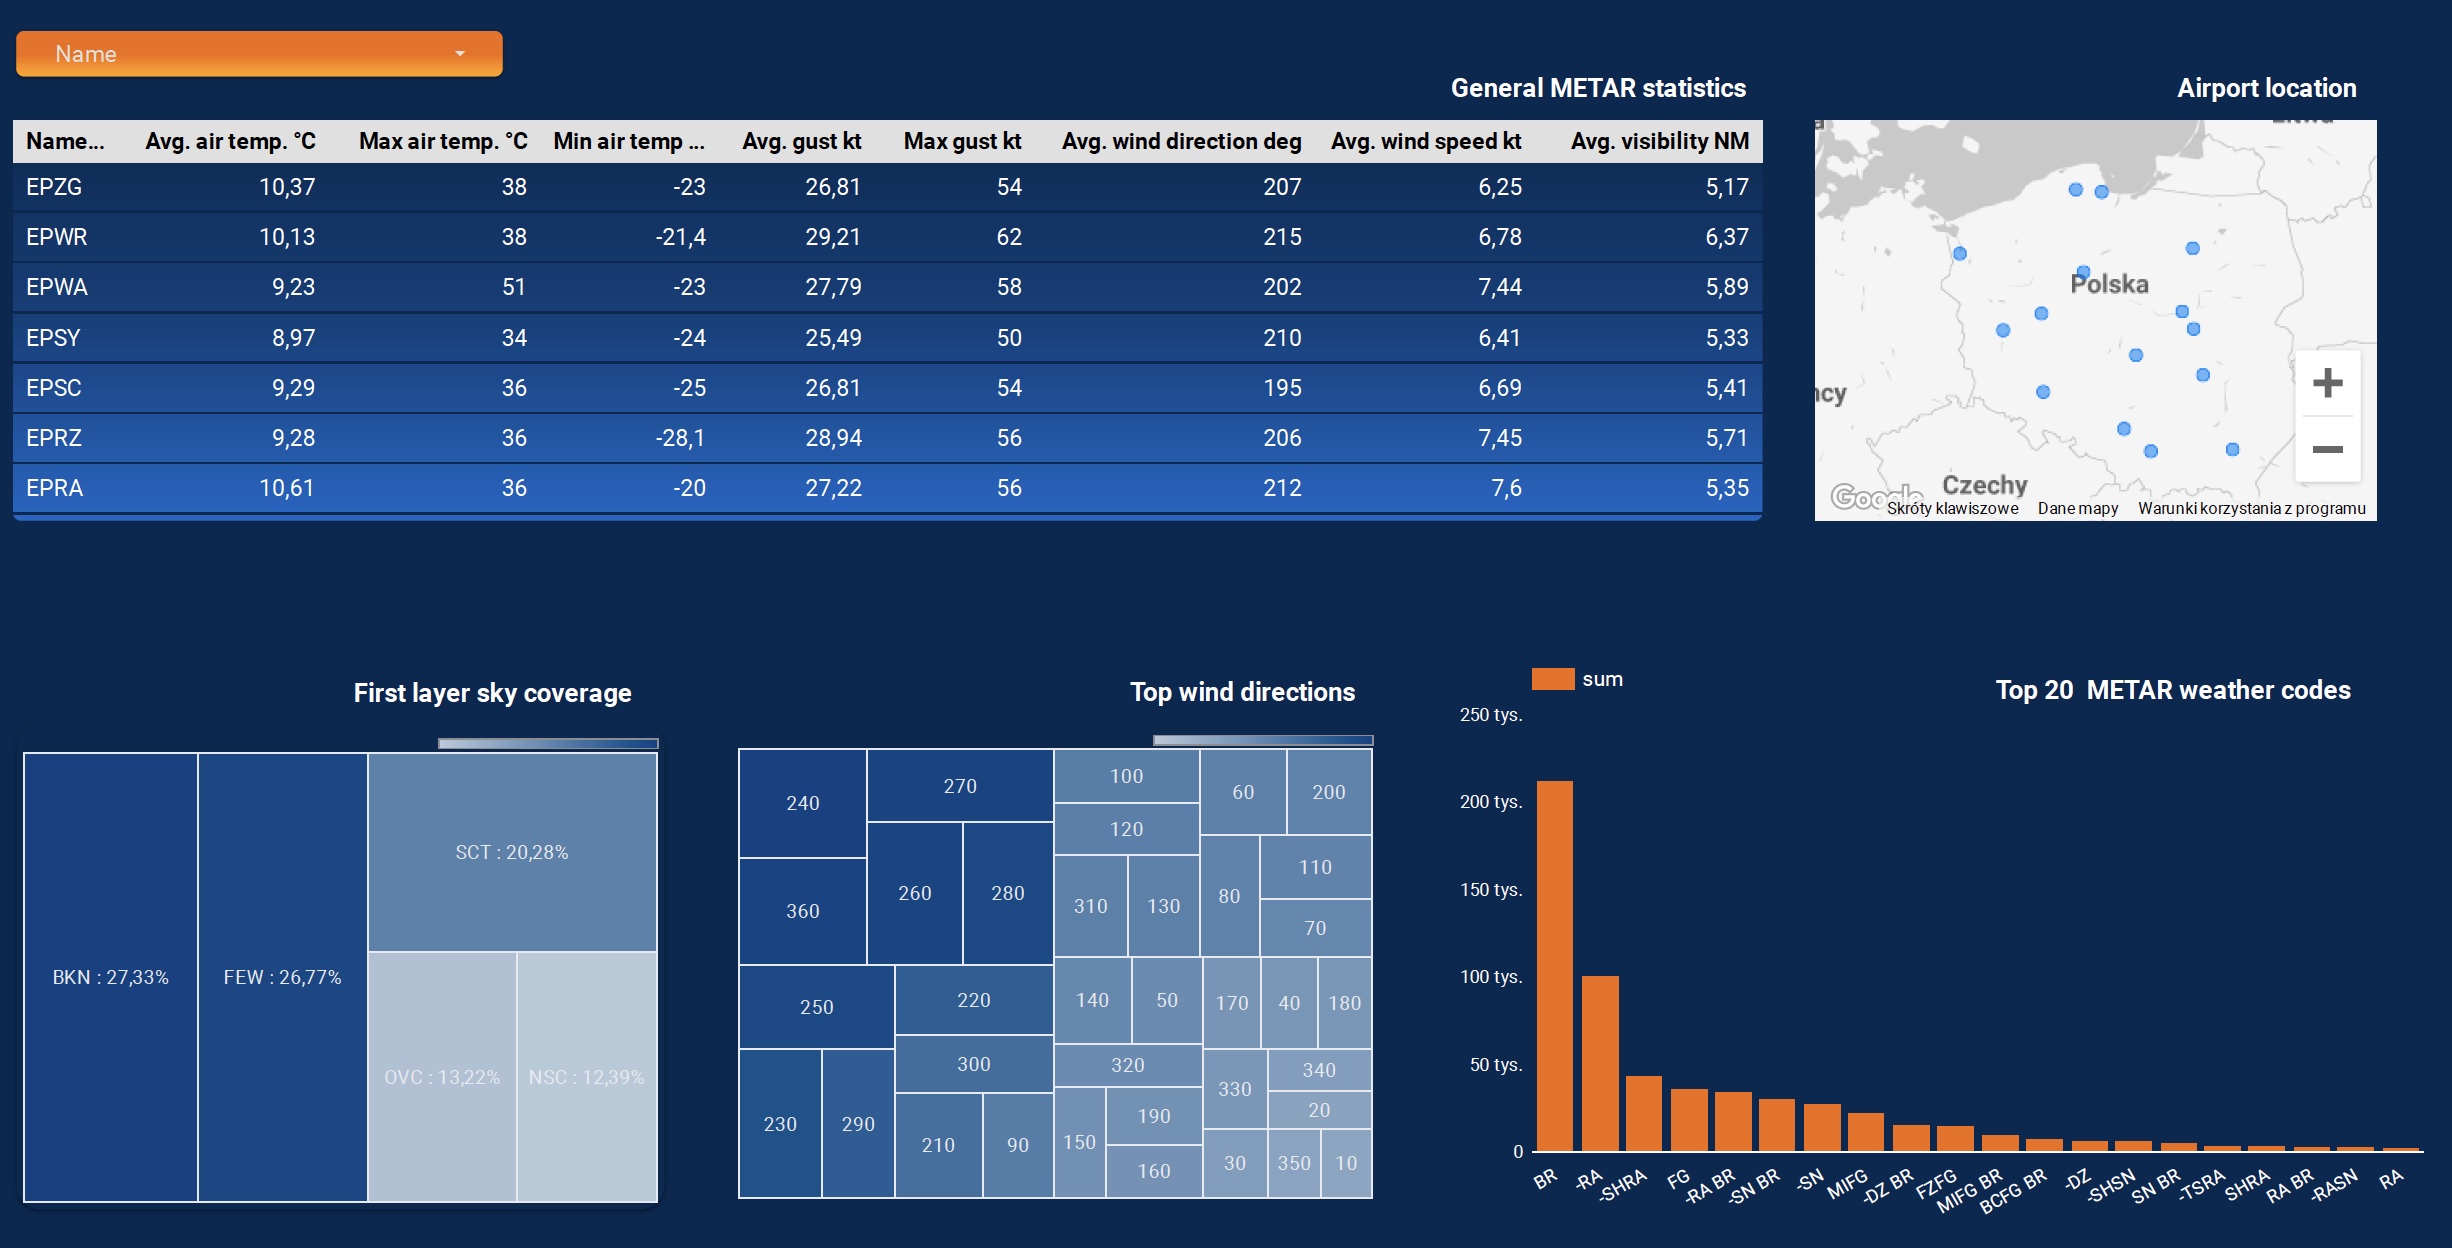 Name
General METAR statistics
Airport location
Name... Avg. air temp. °C Max air temp. °C Min air temp ... Avg. gust kt Max gust kt Avg. wind direction deg Avg. wind speed kt Avg. visibility NM
EPZG 10,37 38 -23 26,81 54 207 6,25 5,17
EPWR 10,13 38 -21,4 29,21 62 215 6,78 6,37
EPWA 9,23 51 -23 27,79 58 202 7,44 5,89
EPSY 8,97 34 -24 25,49 50 210 6,41 5,33
EPSC 9,29 36 -25 26,81 54 195 6,69 5,41
EPRZ 9,28 36 -28,1 28,94 56 206 7,45 5,71
EPRA 10,61 36 -20 27,22 56 212 7,6 5,35
Polska
cy
+
−
Czechy
Google
Skróty klawiszowe Dane mapy Warunki korzystania z programu
First layer sky coverage
BKN : 27,33%
FEW : 26,77%
SCT : 20,28%
OVC : 13,22%
NSC : 12,39%
Top wind directions
240
270
360
260
280
250
220
300
230
290
210
90
100
120
60
200
310
130
80
110
70
140
50
170
40
180
320
330
340
20
150
190
160
30
350
10
Top 20 METAR weather codes
sum
250 tys.
200 tys.
150 tys.
100 tys.
50 tys.
0
BR
-RA
-SHRA
FG
-RA BR
-SN BR
-SN
MIFG
-DZ BR
FZFG
MIFG BR
BCFG BR
-DZ
-SHSN
SN BR
-TSRA
SHRA
RA BR
-RASN
RA